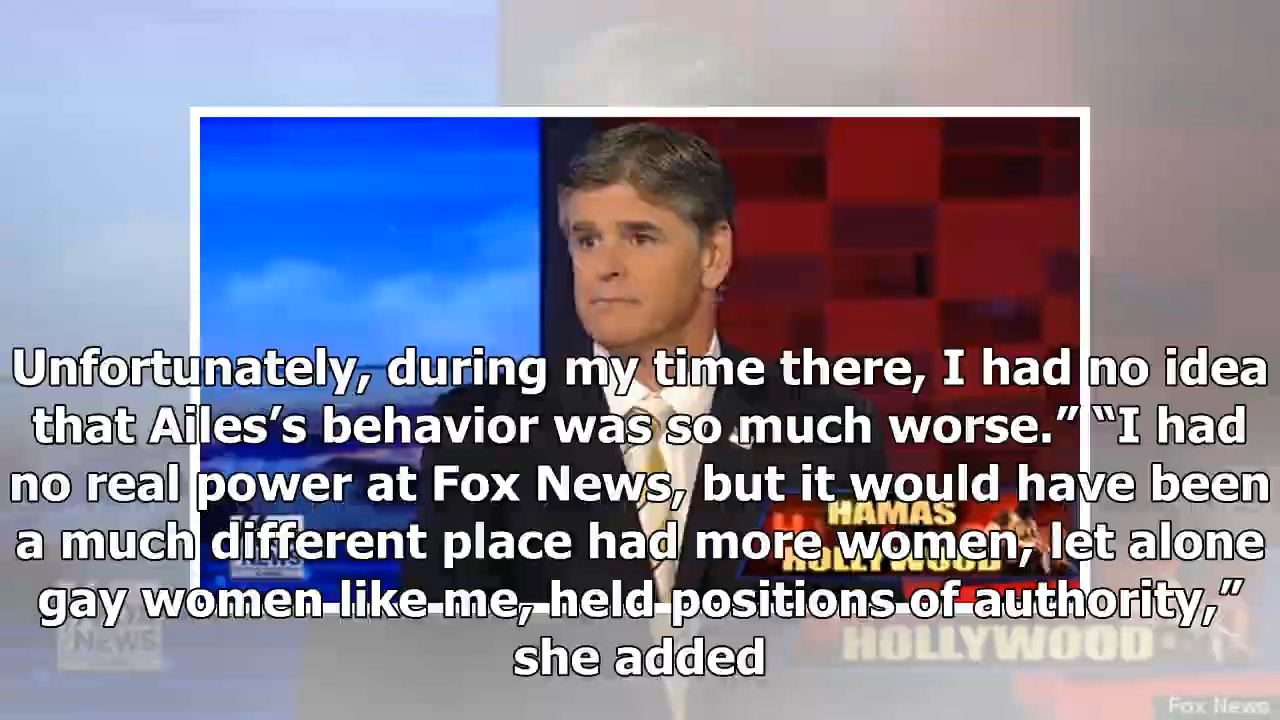 Unfortunately, during my time there, I had no idea
that Ailes’s behavior was so much worse.” “I had
no real power at Fox News, but it would have been
a much different place had more women, let alone
gay women like me, held positions of authority,”
she added
HAMAS
HOLLYWOOD
NEWS
NEWS
HOLLYWOOD
Fox News